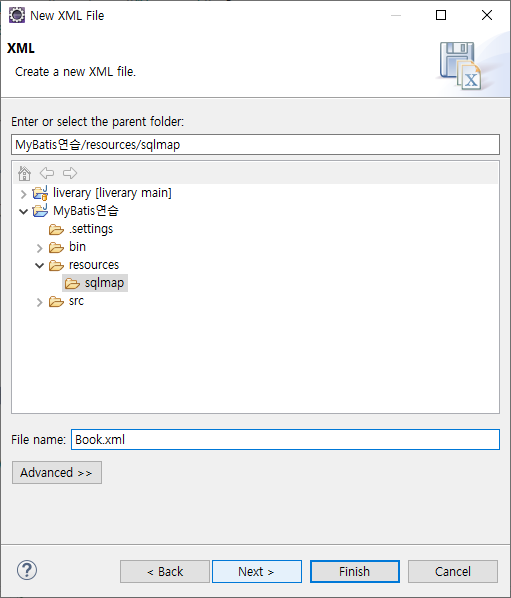 New XML File
XML
Create a new XML file.
X
Enter or select the parent folder:
MyBatis연습/resources/sqlmap
liverary [liverary main]
MyBatis연습
.settings
bin
resources
sqlmap
src
File name: Book.xml
Advanced >>
? < Back Next > Finish Cancel